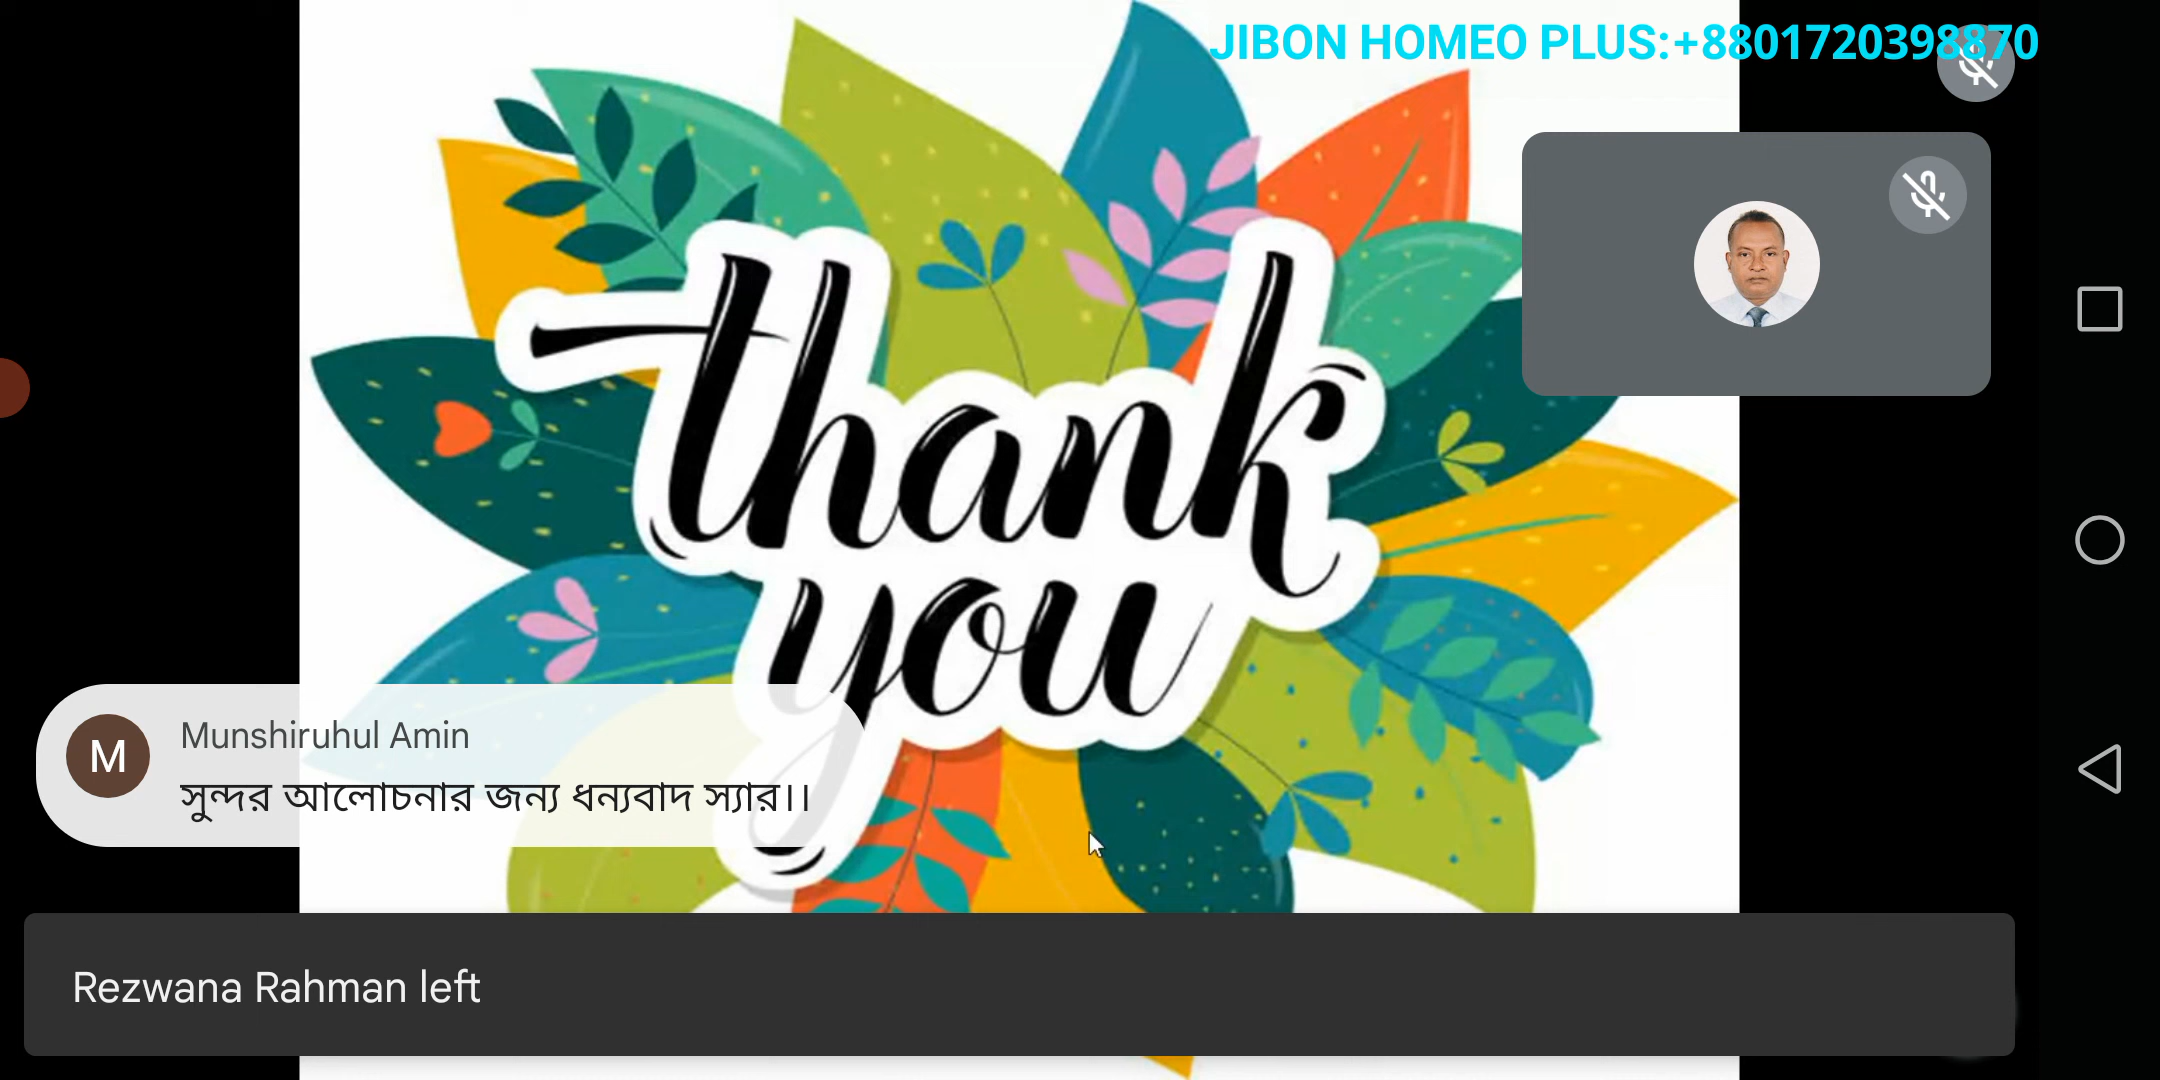 JIBON HOMEO PLUS:+8801720398870
thank
you
M
Munshiruhul Amin
সুন্দর আলোচনার জন্য ধন্যবাদ স্যার।।
Rezwana Rahman left